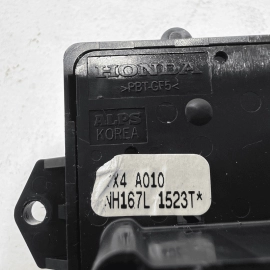 HONDA
>PBT-GF5<
ALPS
KOREA
X4 A010
NH167L 1523T*